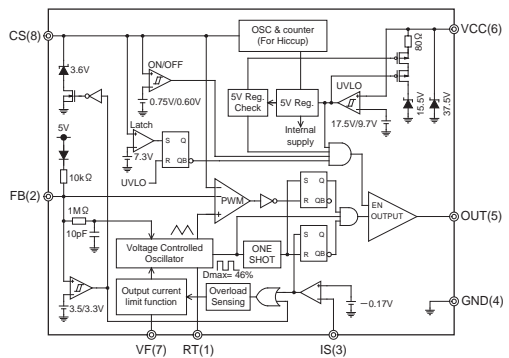 CS(8)
OSC & counter
(For Hiccup)
VCC(6)
80Ω
3.6V
ON/OFF
5V Reg.
Check
5V Reg.
UVLO
15.5V
37.5V
0.75V/0.60V
Internal
supply
17.5V/9.7V
5V
Latch
S Q
R QB
7.3V
UVLO
10kΩ
FB(2)
PWM
S Q
R QB
EN
OUTPUT
OUT(5)
1MΩ
10pF
Voltage Controlled
Oscillator
ONE
SHOT
S Q
R QB
Dmax= 46%
Output current
limit function
Overload
Sensing
3.5/3.3V
−0.17V
GND(4)
VF(7)
RT(1)
IS(3)